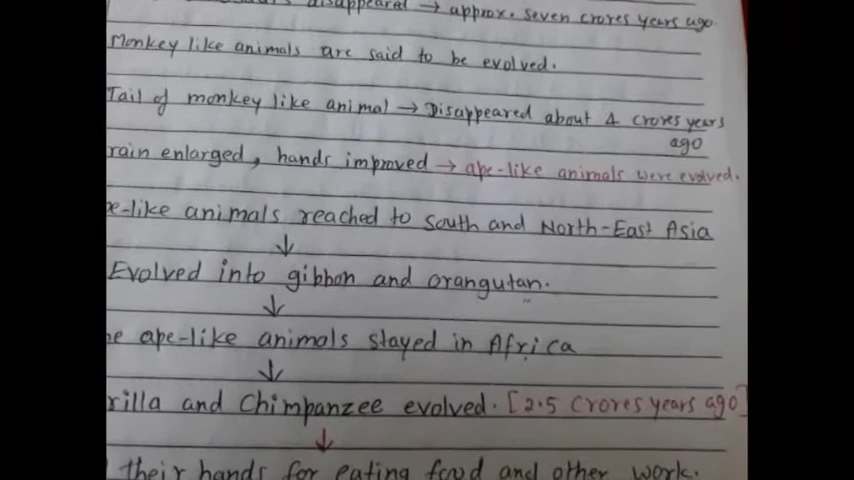 disappeared → approx. seven crores years ago
Monkey like animals are said to be evolved.
Tail of monkey like animal → Disappeared about 4 crores years
ago
rain enlarged, hands improved → ape-like animals were evolved.
e-like animals reached to south and North-East Asia
↓
Evolved into gibbon and orangutan.
↓
e ape-like animals stayed in Africa
↓
rilla and Chimpanzee evolved. [2.5 crores years ago]
↓
their hands for eating food and other work.